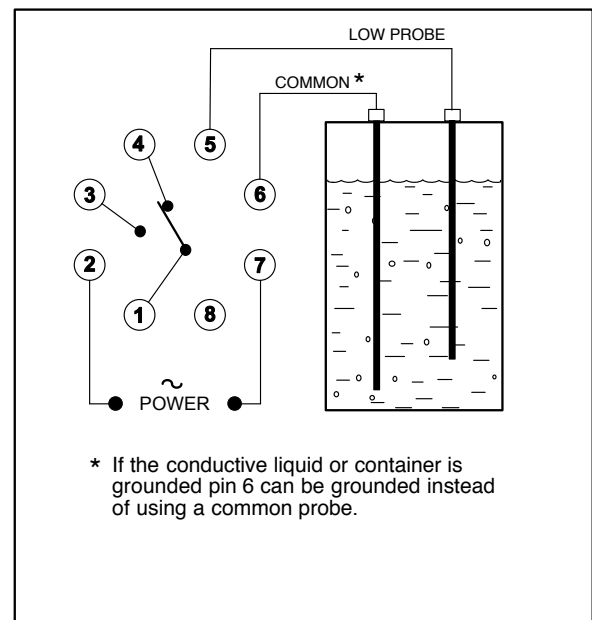 LOW PROBE
COMMON *
4
5
3
6
2
7
1
8
~
POWER
* If the conductive liquid or container is
grounded pin 6 can be grounded instead
of using a common probe.